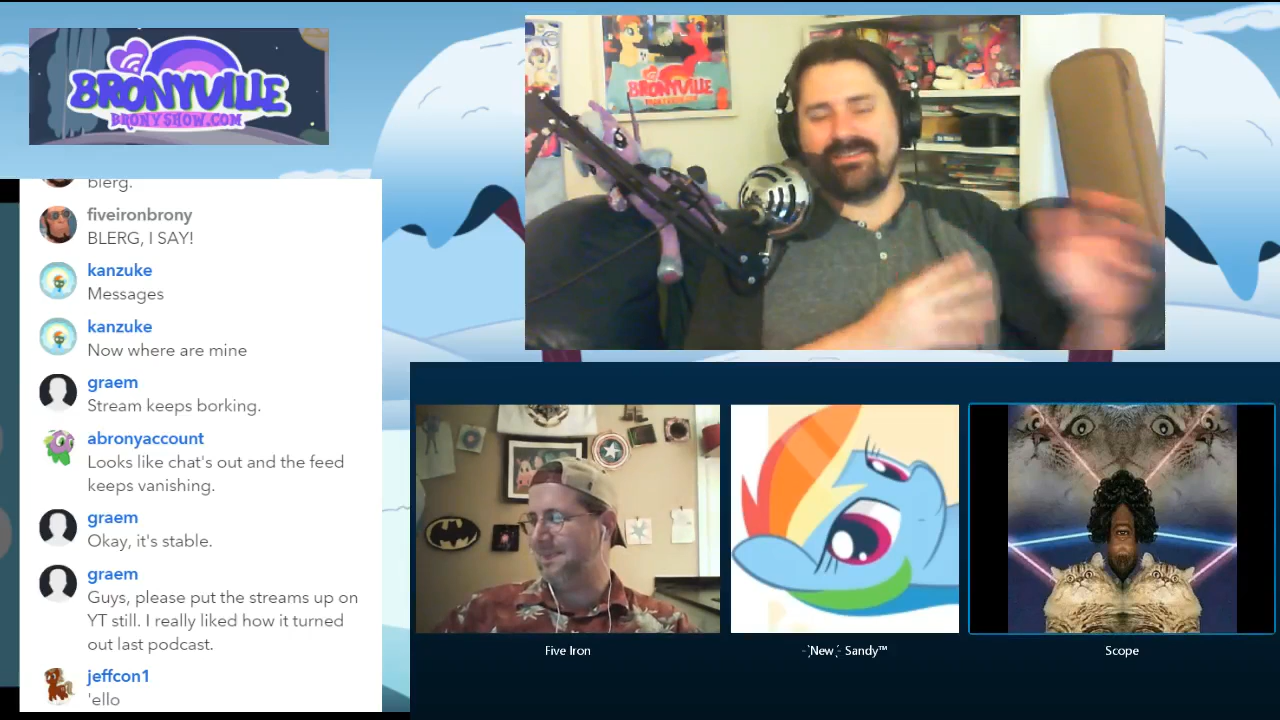 BRONYVILLE
BRONYSHOW.COM
blerg.
fiveironbrony
BLERG, I SAY!
kanzuke
Messages
kanzuke
Now where are mine
graem
Stream keeps borking.
abronyaccount
Looks like chat's out and the feed
keeps vanishing.
graem
Okay, it's stable.
graem
Guys, please put the streams up on
YT still. I really liked how it turned
out last podcast.
jeffcon1
'ello
BRONYVILLE
Five Iron
New Sandy™
Scope